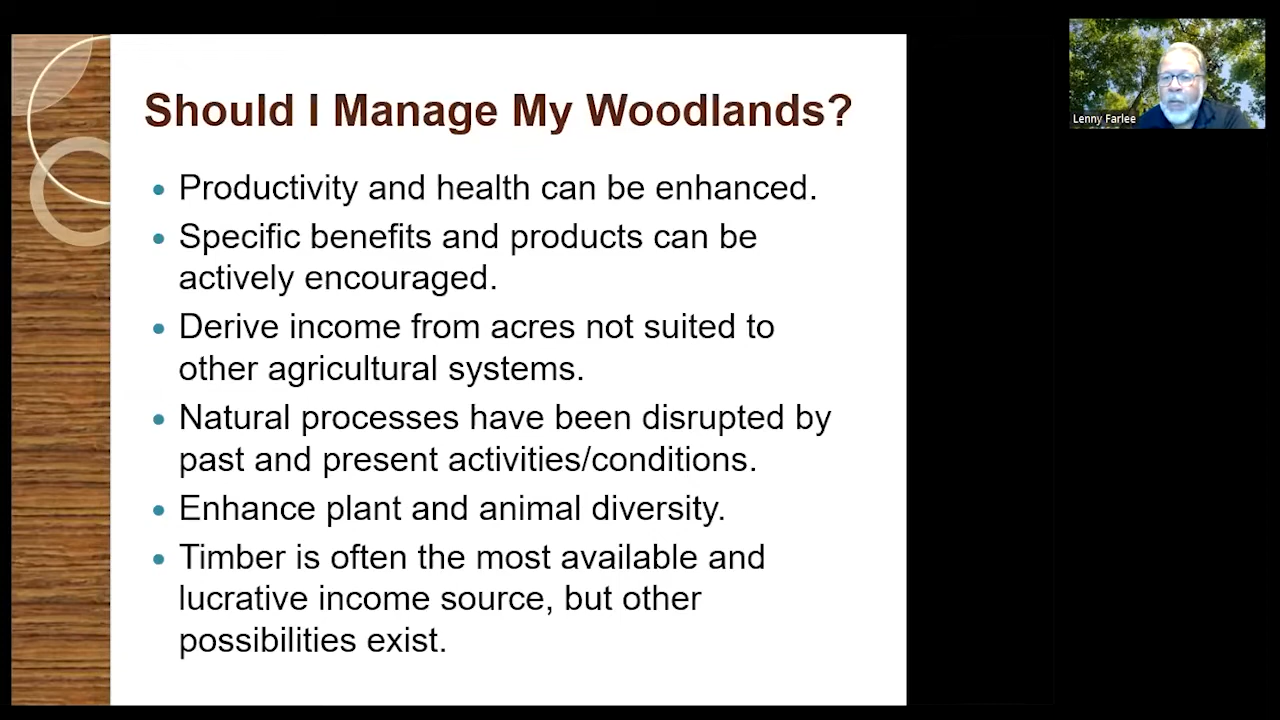 Should I Manage My Woodlands?
• Productivity and health can be enhanced.
• Specific benefits and products can be
actively encouraged.
• Derive income from acres not suited to
other agricultural systems.
• Natural processes have been disrupted by
past and present activities/conditions.
• Enhance plant and animal diversity.
• Timber is often the most available and
lucrative income source, but other
possibilities exist.
Lenny Farlee